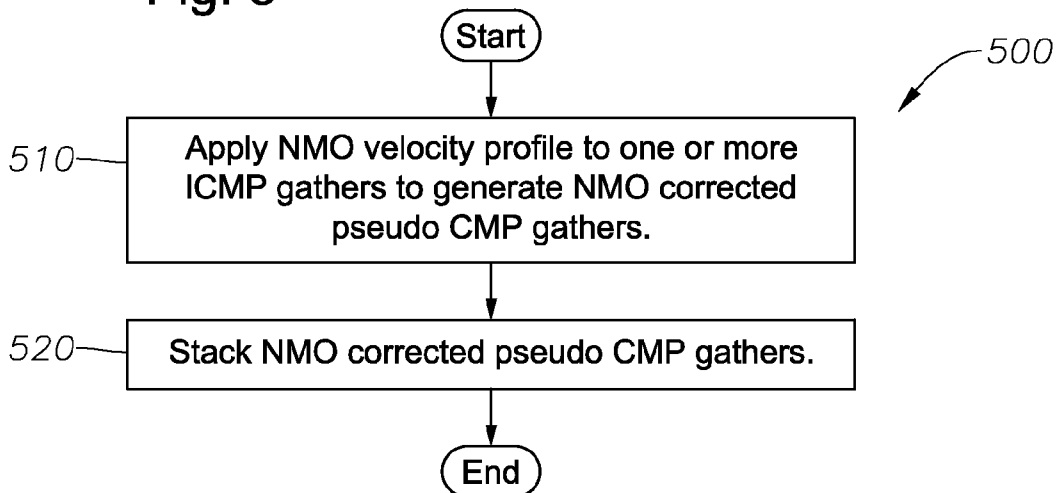 Start
500
510
Apply NMO velocity profile to one or more
ICMP gathers to generate NMO corrected
pseudo CMP gathers.
520
Stack NMO corrected pseudo CMP gathers.
End